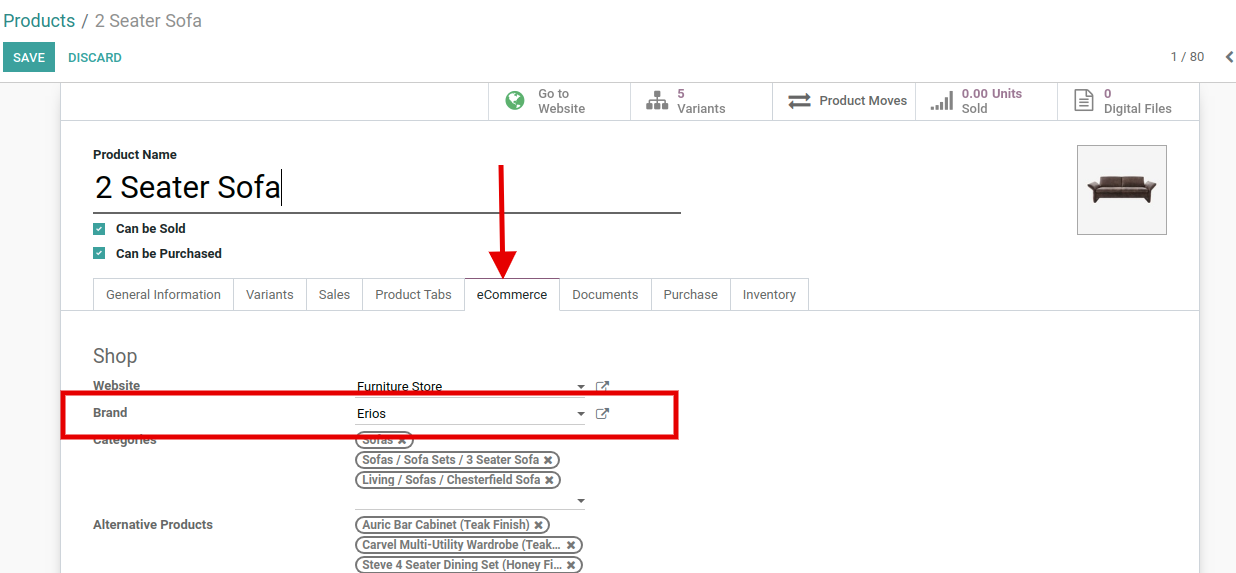 Products / 2 Seater Sofa
SAVE DISCARD 1 / 80
Go to Website
5 Variants
Product Moves
0.00 Units Sold
0 Digital Files
Product Name
2 Seater Sofa
Can be Sold
Can be Purchased
General Information Variants Sales Product Tabs eCommerce Documents Purchase Inventory
Shop
Website Furniture Store
Brand Erios
Categories Sofas
Sofas / Sofa Sets / 3 Seater Sofa
Living / Sofas / Chesterfield Sofa
Alternative Products Auric Bar Cabinet (Teak Finish)
Carvel Multi-Utility Wardrobe (Teak...
Steve 4 Seater Dining Set (Honey Fi...